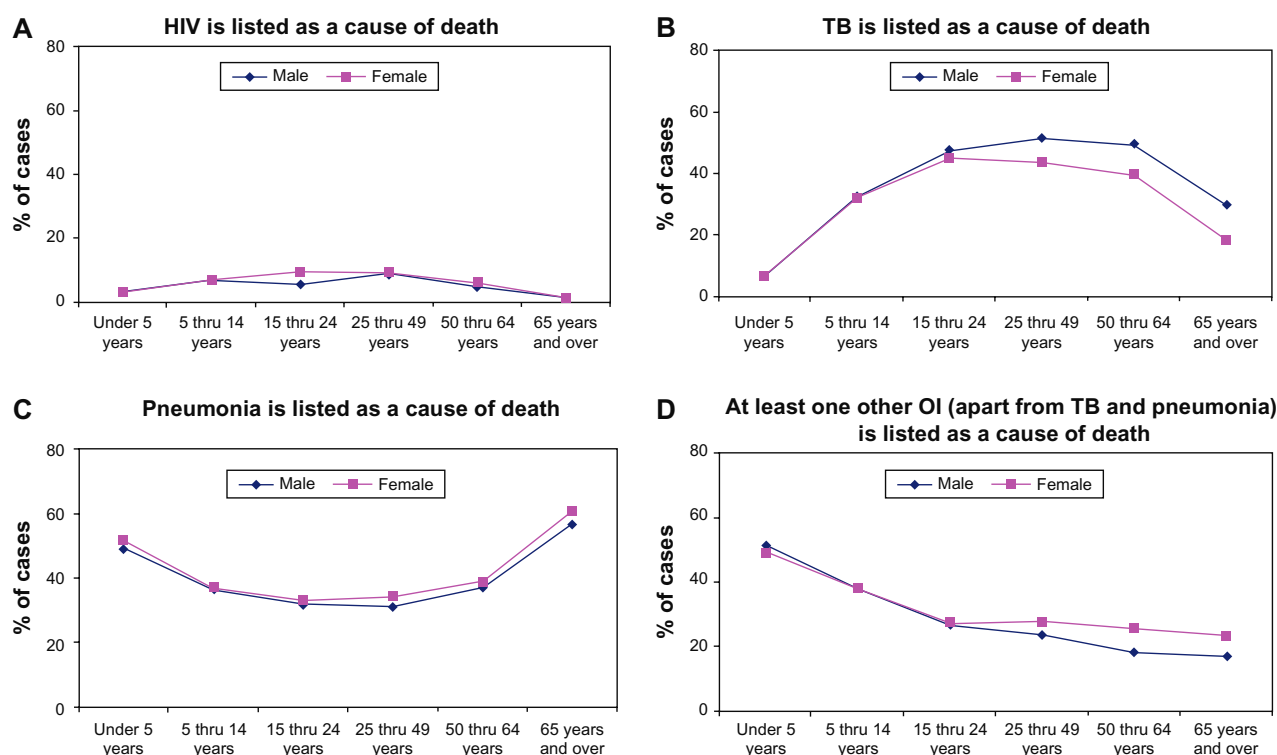 A
HIV is listed as a cause of death
% of cases
80
60
40
20
0
Male
Female
Under 5
years
5 thru 14
years
15 thru 24
years
25 thru 49
years
50 thru 64
years
65 years
and over
B
TB is listed as a cause of death
% of cases
80
60
40
20
0
Male
Female
Under 5
years
5 thru 14
years
15 thru 24
years
25 thru 49
years
50 thru 64
years
65 years
and over
C
Pneumonia is listed as a cause of death
% of cases
80
60
40
20
0
Male
Female
Under 5
years
5 thru 14
years
15 thru 24
years
25 thru 49
years
50 thru 64
years
65 years
and over
D
At least one other OI (apart from TB and pneumonia)
is listed as a cause of death
% of cases
80
60
40
20
0
Male
Female
Under 5
years
5 thru 14
years
15 thru 24
years
25 thru 49
years
50 thru 64
years
65 years
and over